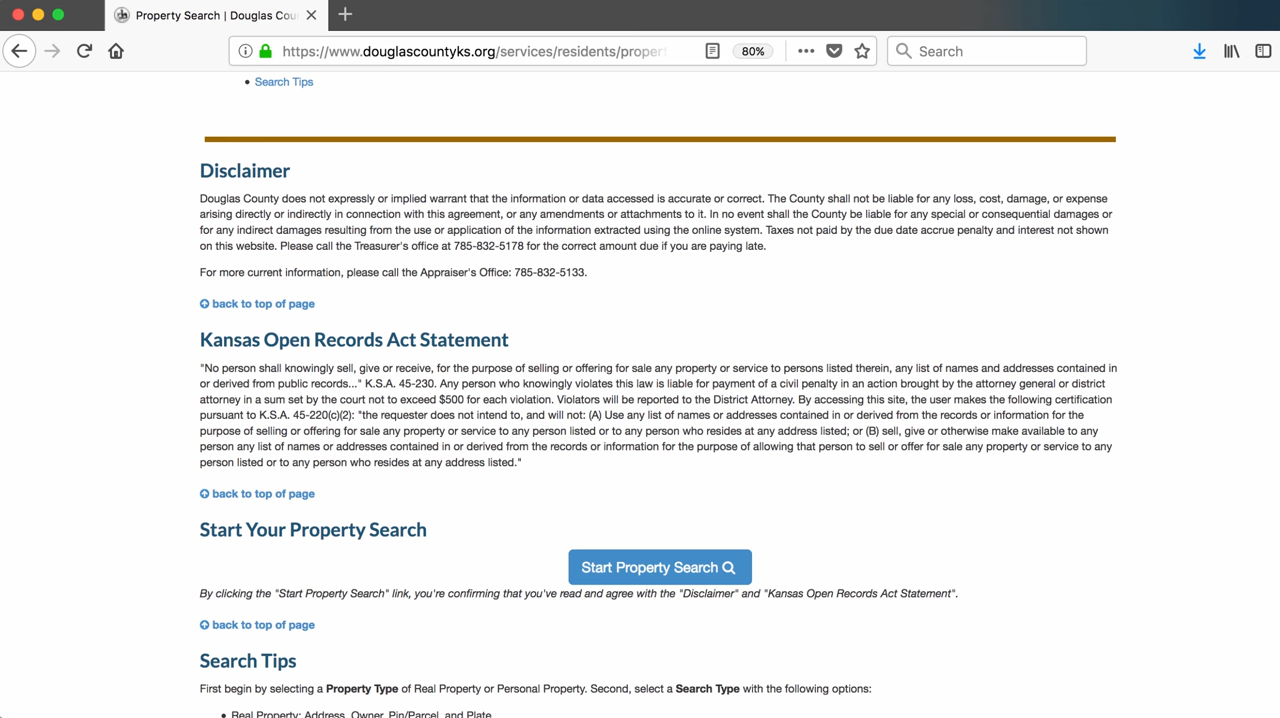 Property Search | Douglas Cou
https://www.douglascountyks.org/services/residents/propert
80%
Search
Search Tips
Disclaimer
Douglas County does not expressly or implied warrant that the information or data accessed is accurate or correct. The County shall not be liable for any loss, cost, damage, or expense
arising directly or indirectly in connection with this agreement, or any amendments or attachments to it. In no event shall the County be liable for any special or consequential damages or
for any indirect damages resulting from the use or application of the information extracted using the online system. Taxes not paid by the due date accrue penalty and interest not shown
on this website. Please call the Treasurer's office at 785-832-5178 for the correct amount due if you are paying late.
For more current information, please call the Appraiser's Office: 785-832-5133.
back to top of page
Kansas Open Records Act Statement
"No person shall knowingly sell, give or receive, for the purpose of selling or offering for sale any property or service to persons listed therein, any list of names and addresses contained in
or derived from public records..." K.S.A. 45-230. Any person who knowingly violates this law is liable for payment of a civil penalty in an action brought by the attorney general or district
attorney in a sum set by the court not to exceed $500 for each violation. Violators will be reported to the District Attorney. By accessing this site, the user makes the following certification
pursuant to K.S.A. 45-220(c)(2): "the requester does not intend to, and will not: (A) Use any list of names or addresses contained in or derived from the records or information for the
purpose of selling or offering for sale any property or service to any person listed or to any person who resides at any address listed; or (B) sell, give or otherwise make available to any
person any list of names or addresses contained in or derived from the records or information for the purpose of allowing that person to sell or offer for sale any property or service to any
person listed or to any person who resides at any address listed."
back to top of page
Start Your Property Search
Start Property Search
By clicking the "Start Property Search" link, you're confirming that you've read and agree with the "Disclaimer" and "Kansas Open Records Act Statement".
back to top of page
Search Tips
First begin by selecting a Property Type of Real Property or Personal Property. Second, select a Search Type with the following options:
Real Property: Address, Owner, Pin/Parcel, and Plate